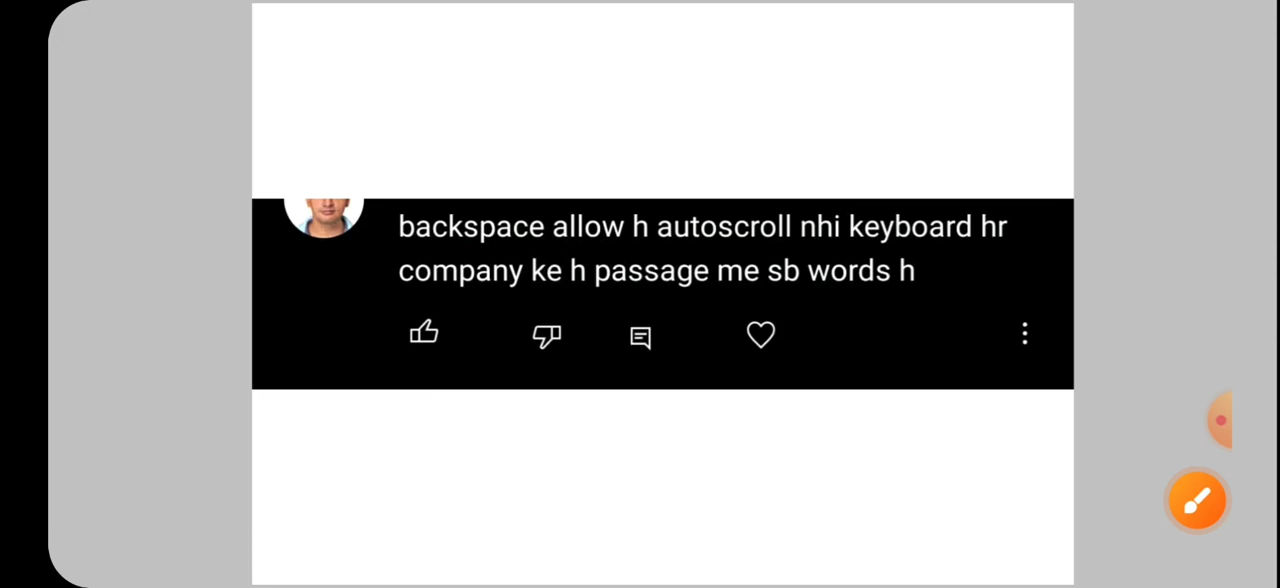 backspace allow h autoscroll nhi keyboard hr
company ke h passage me sb words h